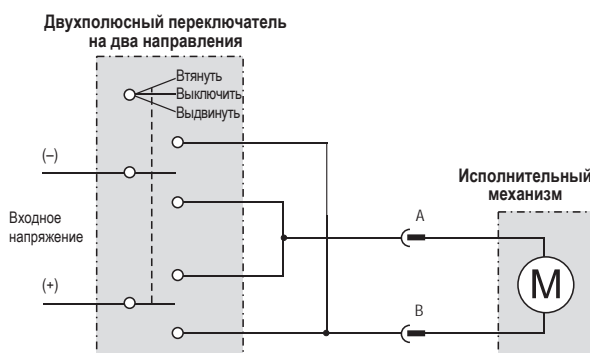 Двухполюсный переключатель
на два направления
Втянуть
Выключить
Выдвинуть
(–)
Исполнительный
механизм
Входное
напряжение
A
(+)
M
B